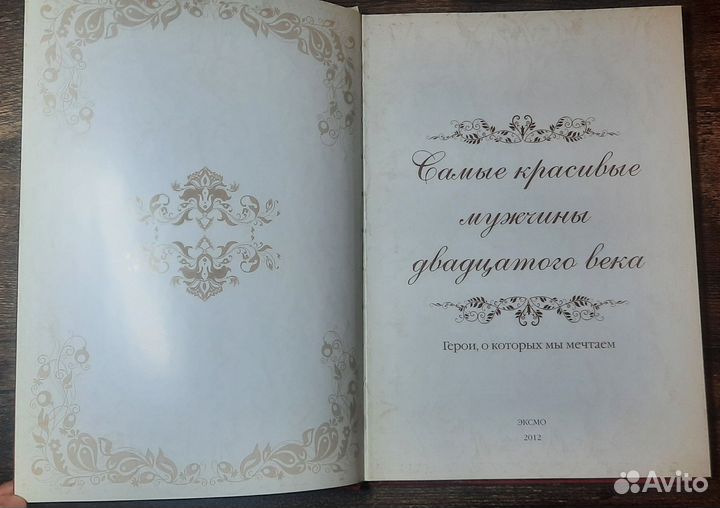 Самые красивые
мужчины
двадцатого века
Герои, о которых мы мечтаем
ЭКСМО
2012
Avito